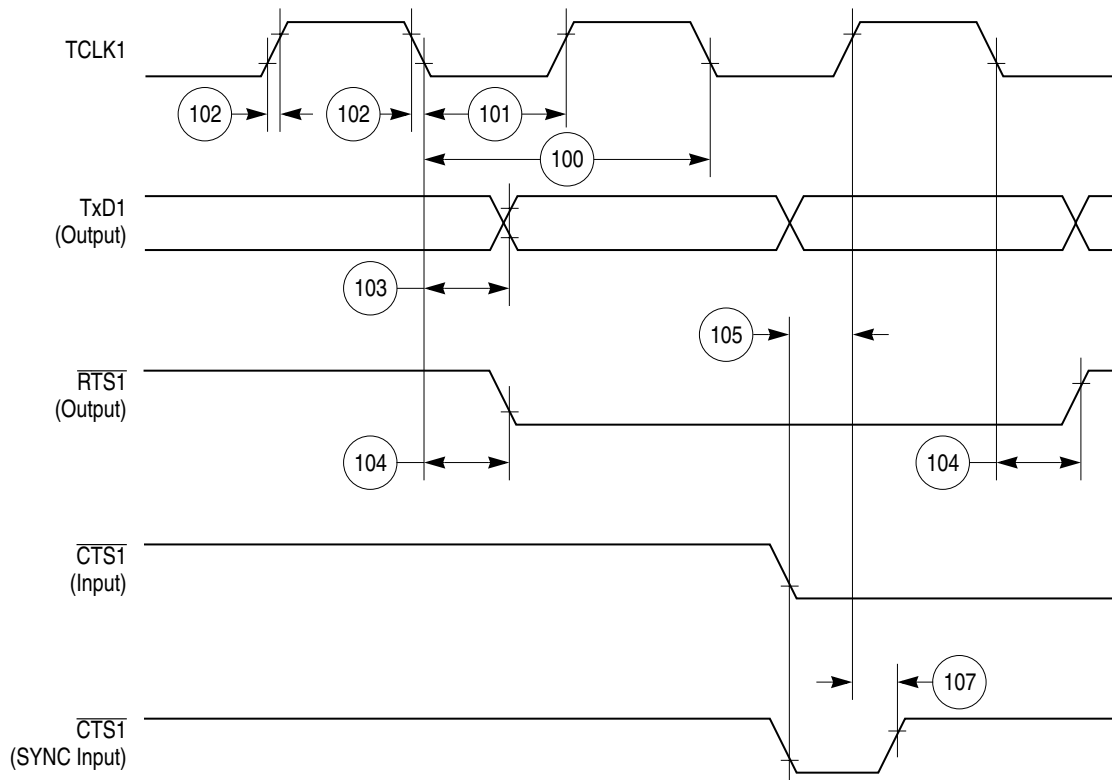 TCLK1
102
102
101
100
TxD1
(Output)
103
105
RTS1
(Output)
104
104
CTS1
(Input)
107
CTS1
(SYNC Input)